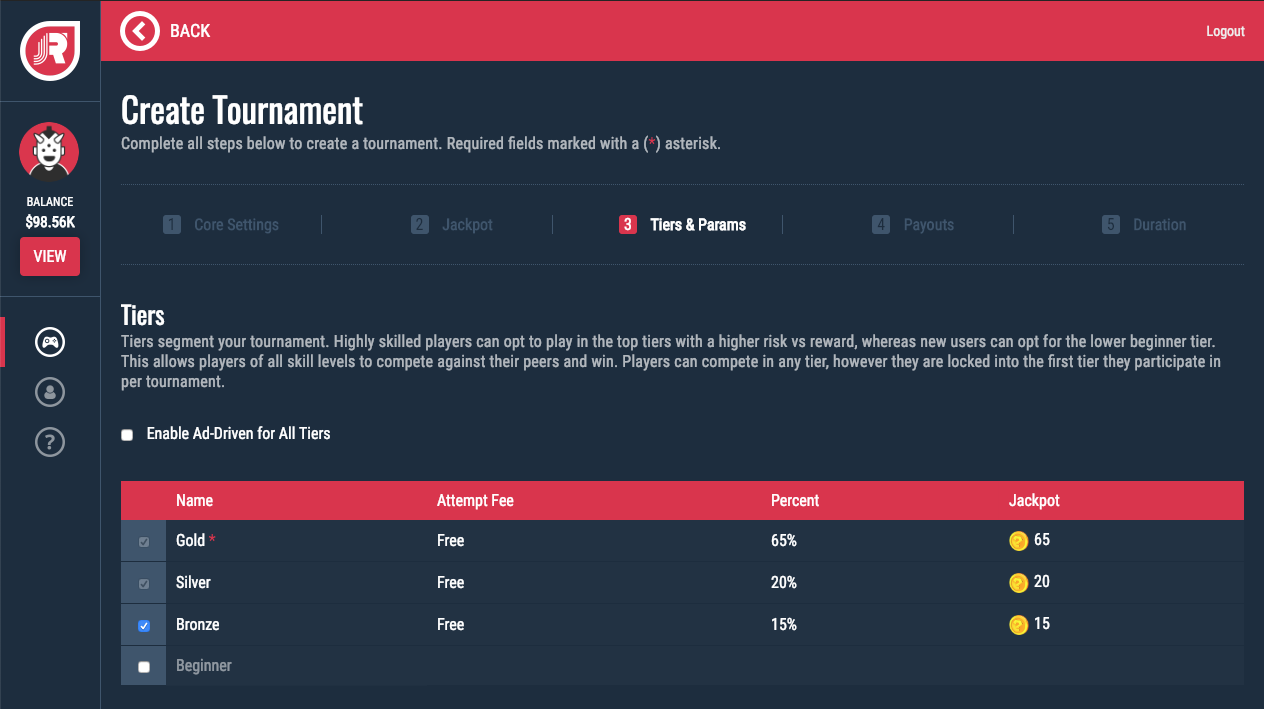 BACK
Logout
Create Tournament
Complete all steps below to create a tournament. Required fields marked with a (*) asterisk.
BALANCE
$98.56K
VIEW
1 Core Settings
2 Jackpot
3 Tiers & Params
4 Payouts
5 Duration
Tiers
Tiers segment your tournament. Highly skilled players can opt to play in the top tiers with a higher risk vs reward, whereas new users can opt for the lower beginner tier.
This allows players of all skill levels to compete against their peers and win. Players can compete in any tier, however they are locked into the first tier they participate in
per tournament.
Enable Ad-Driven for All Tiers
Name Attempt Fee Percent Jackpot
Gold * Free 65% 65
Silver Free 20% 20
Bronze Free 15% 15
Beginner